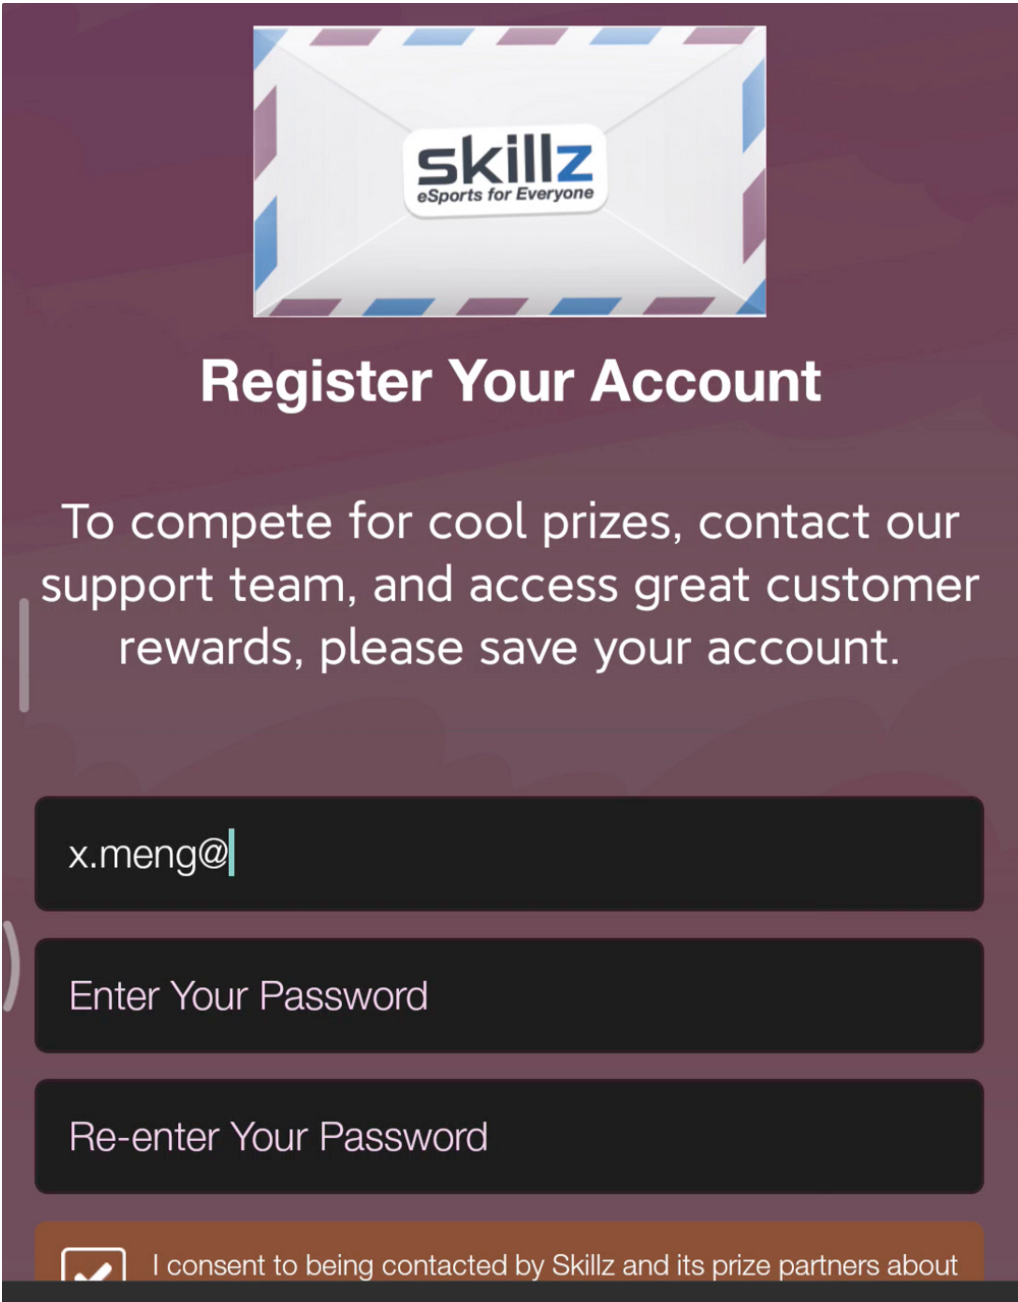 skillz
eSports for Everyone
Register Your Account
To compete for cool prizes, contact our
support team, and access great customer
rewards, please save your account.
x.meng@
Enter Your Password
Re-enter Your Password
I consent to being contacted by Skillz and its prize partners about